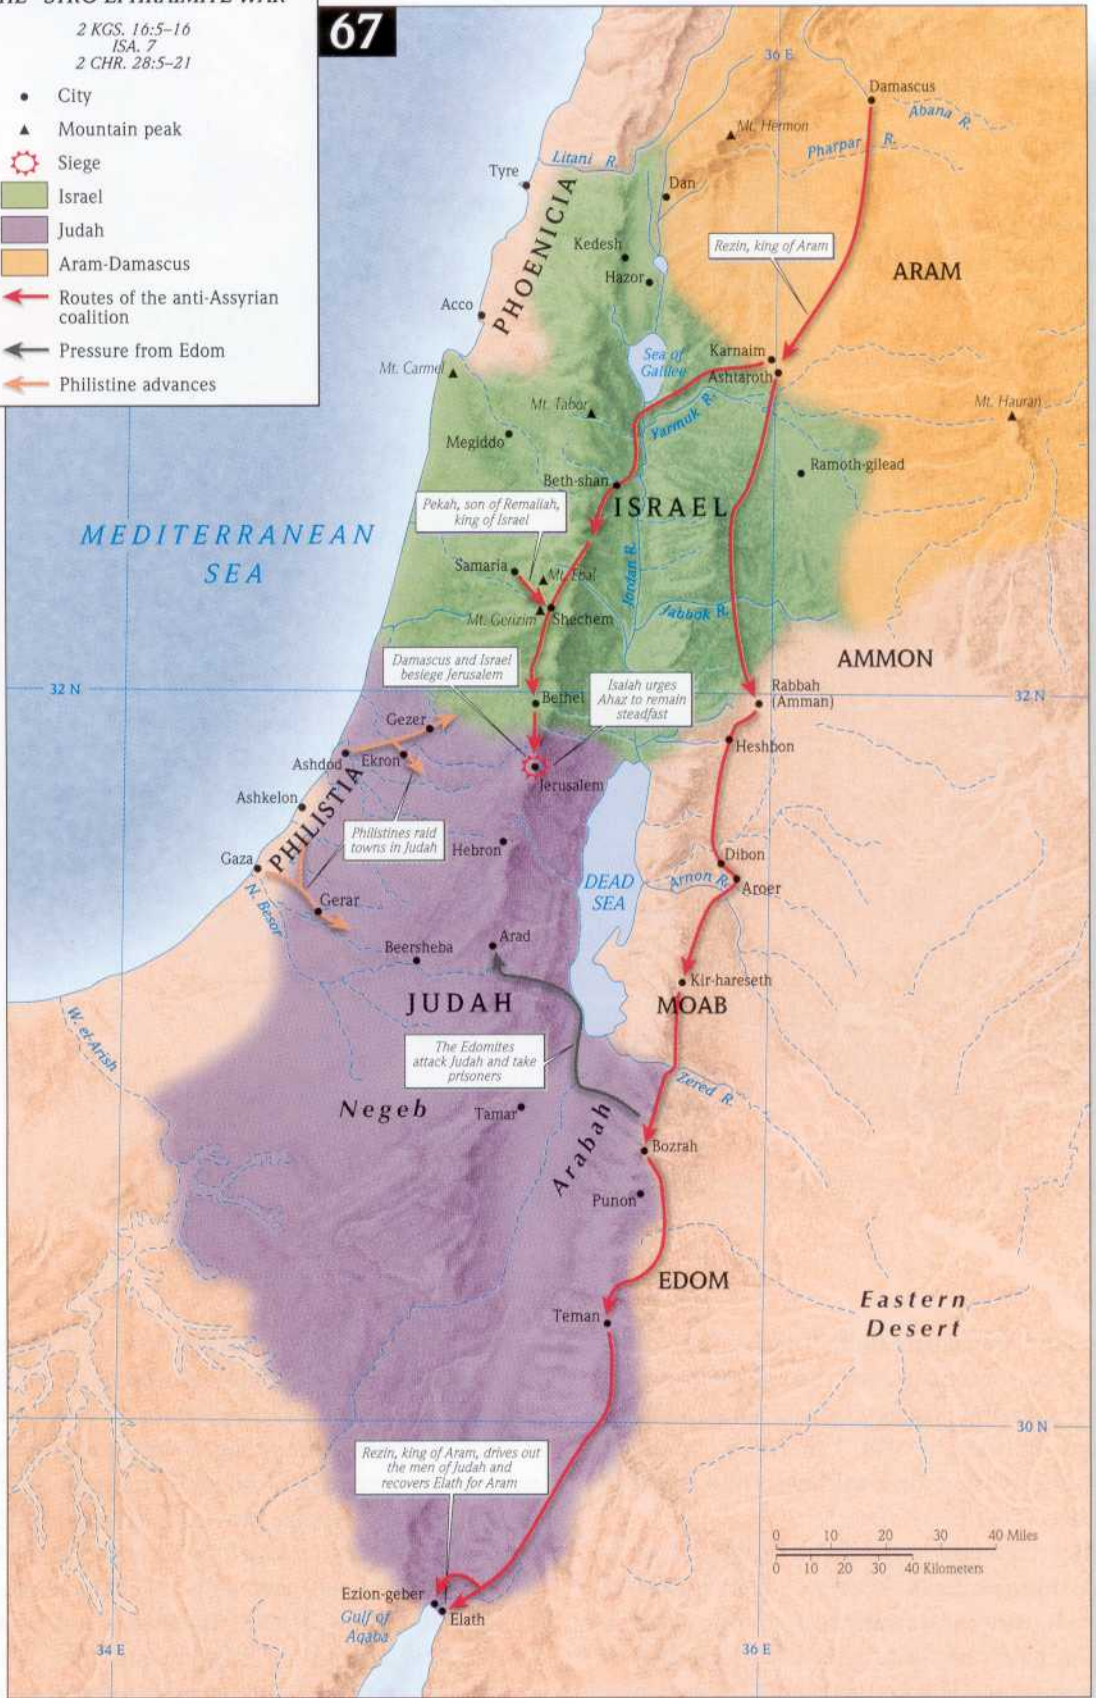 "SYRO-EPHRAIMITE WAR"
2 KGS. 16:5–16
ISA. 7
2 CHR. 28:5–21
City
Mountain peak
Siege
Israel
Judah
Aram-Damascus
Routes of the anti-Assyrian
coalition
Pressure from Edom
Philistine advances
67
36 E
Damascus
Abana R.
Mt. Hermon
Pharpar R.
Litani R.
Tyre
Dan
PHOENICIA
Kedesh
Rezin, king of Aram
Hazor
ARAM
Acco
Sea of
Galilee
Karnaim
Ashtaroth
Mt. Carmel
Mt. Tabor
Yarmuk R.
Mt. Hauran
Megiddo
Ramoth-gilead
Beth-shan
ISRAEL
Pekah, son of Remaliah,
king of Israel
MEDITERRANEAN
SEA
Samaria
Mt. Ebal
Jordan R.
Mt. Gerizim
Shechem
Jabbok R.
Damascus and Israel
besiege Jerusalem
AMMON
32 N
Bethel
Isaiah urges
Ahaz to remain
steadfast
Rabbah
(Amman)
32 N
Gezer
Heshbon
Ashdod
Ekron
Jerusalem
Ashkelon
PHILISTIA
Philistines raid
towns in Judah
Hebron
Gaza
Dibon
DEAD
SEA
Arnon R.
Aroer
N. Besor
Gerar
Beersheba
Arad
Kir-hareseth
JUDAH
MOAB
W. el-Arish
The Edomites
attack Judah and take
prisoners
Zered R.
Negeb
Tamar
Arabah
Bozrah
Punon
EDOM
Eastern
Desert
Teman
30 N
Rezin, king of Aram, drives out
the men of Judah and
recovers Elath for Aram
0 10 20 30 40 Miles
0 10 20 30 40 Kilometers
Ezion-geber
Elath
Gulf of
Aqaba
34 E
36 E